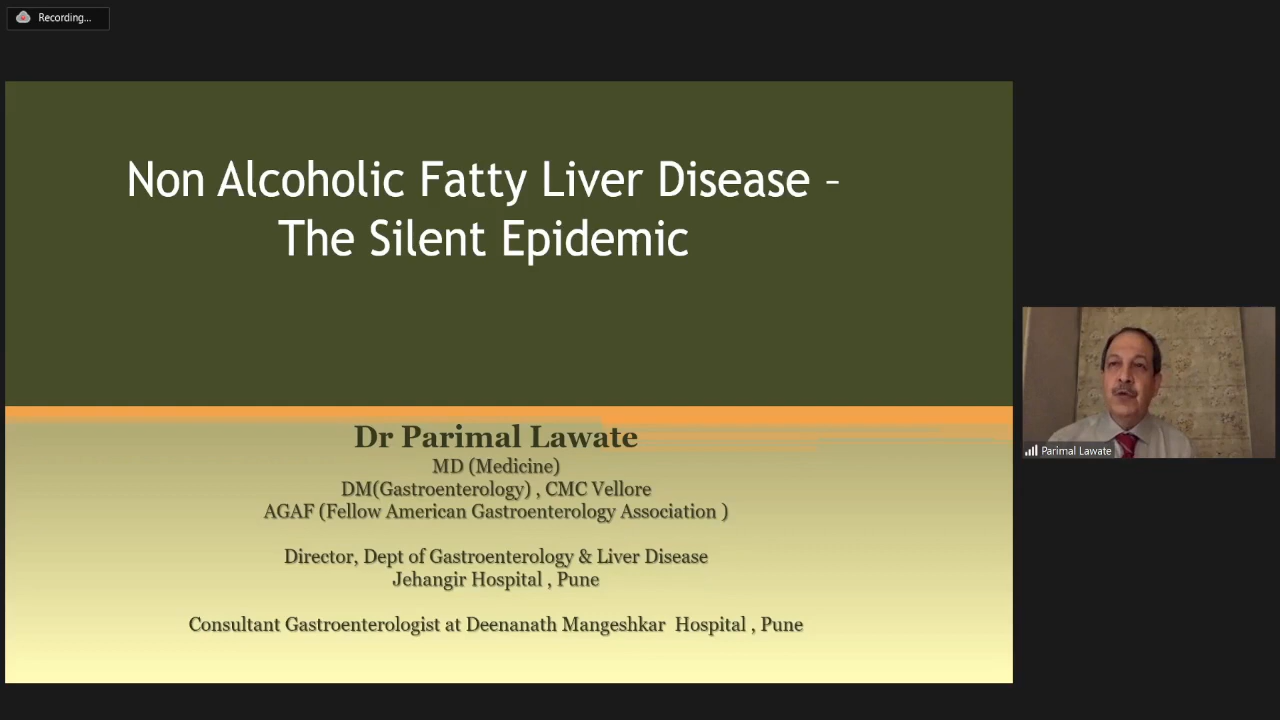 Recording...
Non Alcoholic Fatty Liver Disease –
The Silent Epidemic
Dr Parimal Lawate
MD (Medicine)
DM(Gastroenterology) , CMC Vellore
AGAF (Fellow American Gastroenterology Association )
Director, Dept of Gastroenterology & Liver Disease
Jehangir Hospital , Pune
Consultant Gastroenterologist at Deenanath Mangeshkar Hospital , Pune
Parimal Lawate